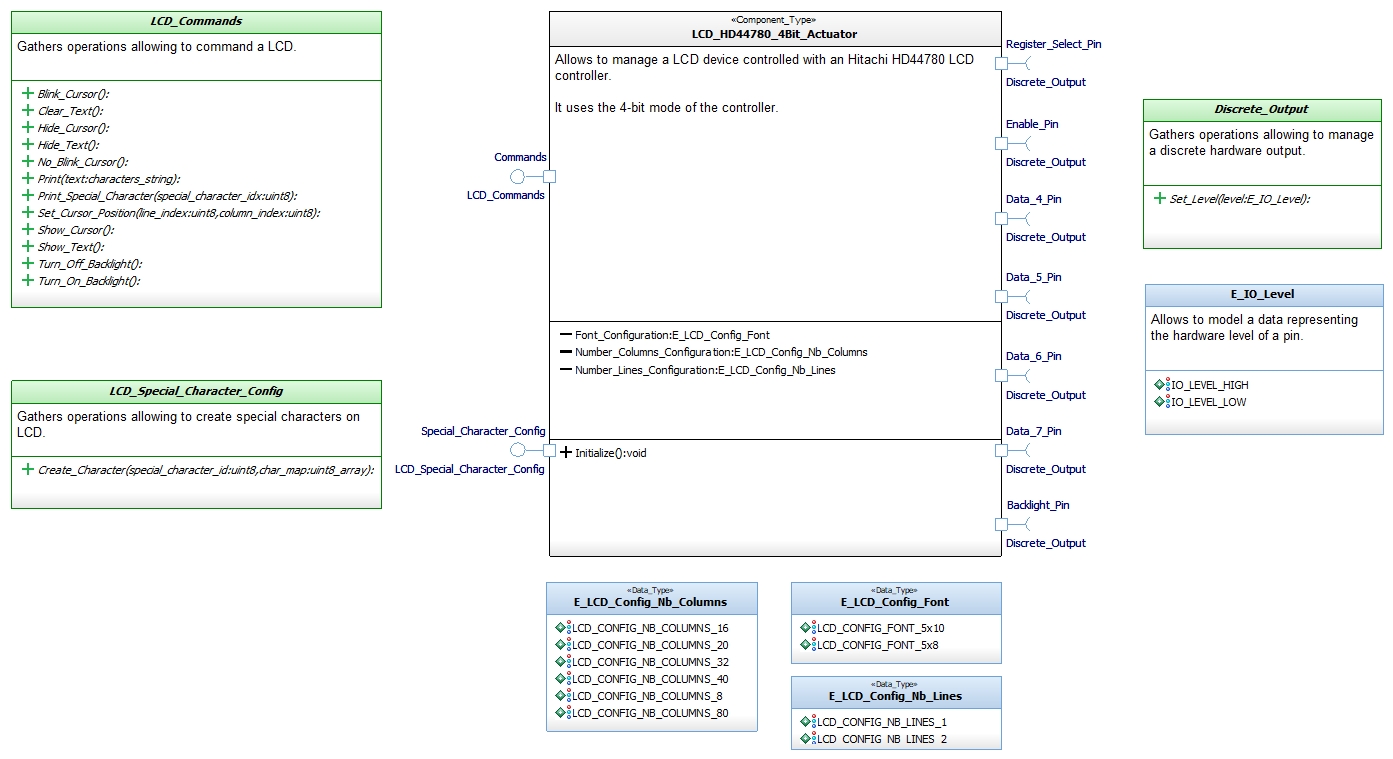 LCD_Commands
Gathers operations allowing to command a LCD.
Blink_Cursor():
Clear_Text():
Hide_Cursor():
Hide_Text():
No_Blink_Cursor():
Print(text:characters_string):
Print_Special_Character(special_character_idx:uint8):
Set_Cursor_Position(line_index:uint8,column_index:uint8):
Show_Cursor():
Show_Text():
Turn_Off_Backlight():
Turn_On_Backlight():
LCD_Special_Character_Config
Gathers operations allowing to create special characters on
LCD.
Create_Character(special_character_id:uint8,char_map:uint8_array):
Commands
LCD_Commands
Special_Character_Config
LCD_Special_Character_Config
«Component_Type»
LCD_HD44780_4Bit_Actuator
Allows to manage a LCD device controlled with an Hitachi HD44780 LCD
controller.
It uses the 4-bit mode of the controller.
Font_Configuration:E_LCD_Config_Font
Number_Columns_Configuration:E_LCD_Config_Nb_Columns
Number_Lines_Configuration:E_LCD_Config_Nb_Lines
Initialize():void
Register_Select_Pin
Discrete_Output
Enable_Pin
Discrete_Output
Data_4_Pin
Discrete_Output
Data_5_Pin
Discrete_Output
Data_6_Pin
Discrete_Output
Data_7_Pin
Discrete_Output
Backlight_Pin
Discrete_Output
Discrete_Output
Gathers operations allowing to manage
a discrete hardware output.
Set_Level(level:E_IO_Level):
E_IO_Level
Allows to model a data representing
the hardware level of a pin.
IO_LEVEL_HIGH
IO_LEVEL_LOW
«Data_Type»
E_LCD_Config_Nb_Columns
LCD_CONFIG_NB_COLUMNS_16
LCD_CONFIG_NB_COLUMNS_20
LCD_CONFIG_NB_COLUMNS_32
LCD_CONFIG_NB_COLUMNS_40
LCD_CONFIG_NB_COLUMNS_8
LCD_CONFIG_NB_COLUMNS_80
«Data_Type»
E_LCD_Config_Font
LCD_CONFIG_FONT_5x10
LCD_CONFIG_FONT_5x8
«Data_Type»
E_LCD_Config_Nb_Lines
LCD_CONFIG_NB_LINES_1
LCD_CONFIG_NB_LINES_2